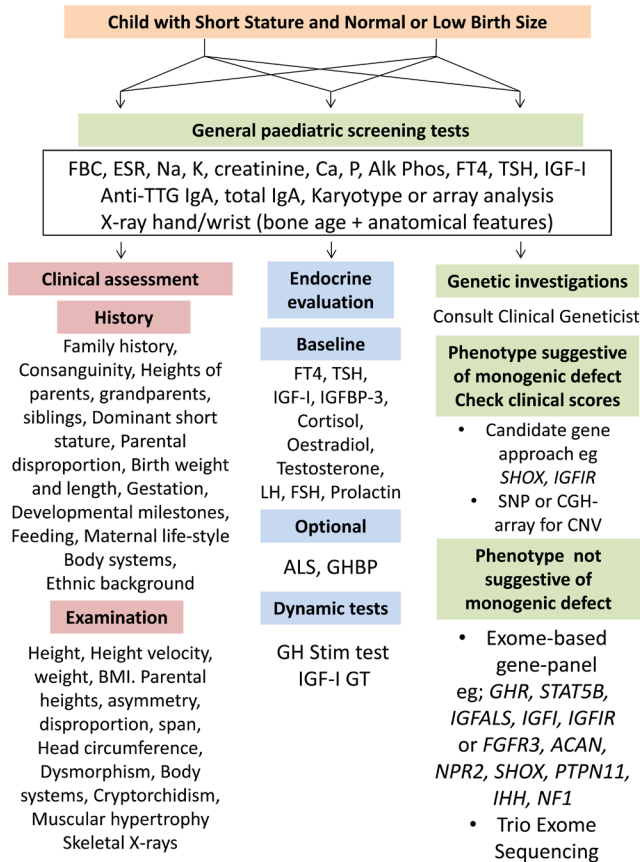 Child with Short Stature and Normal or Low Birth Size
General paediatric screening tests
FBC, ESR, Na, K, creatinine, Ca, P, Alk Phos, FT4, TSH, IGF-I
Anti-TTG IgA, total IgA, Karyotype or array analysis
X-ray hand/wrist (bone age + anatomical features)
Clinical assessment
History
Family history,
Consanguinity, Heights of
parents, grandparents,
siblings, Dominant short
stature, Parental
disproportion, Birth weight
and length, Gestation,
Developmental milestones,
Feeding, Maternal life-style
Body systems,
Ethnic background
Examination
Height, Height velocity,
weight, BMI. Parental
heights, asymmetry,
disproportion, span,
Head circumference,
Dysmorphism, Body
systems, Cryptorchidism,
Muscular hypertrophy
Skeletal X-rays
Endocrine
evaluation
Baseline
FT4, TSH,
IGF-I, IGFBP-3,
Cortisol,
Oestradiol,
Testosterone,
LH, FSH, Prolactin
Optional
ALS, GHBP
Dynamic tests
GH Stim test
IGF-I GT
Genetic investigations
Consult Clinical Geneticist
Phenotype suggestive
of monogenic defect
Check clinical scores
• Candidate gene
approach eg
SHOX, IGFIR
• SNP or CGH-
array for CNV
Phenotype not
suggestive of
monogenic defect
• Exome-based
gene-panel
eg; GHR, STAT5B,
IGFALS, IGFI, IGFIR
or FGFR3, ACAN,
NPR2, SHOX, PTPN11,
IHH, NF1
• Trio Exome
Sequencing